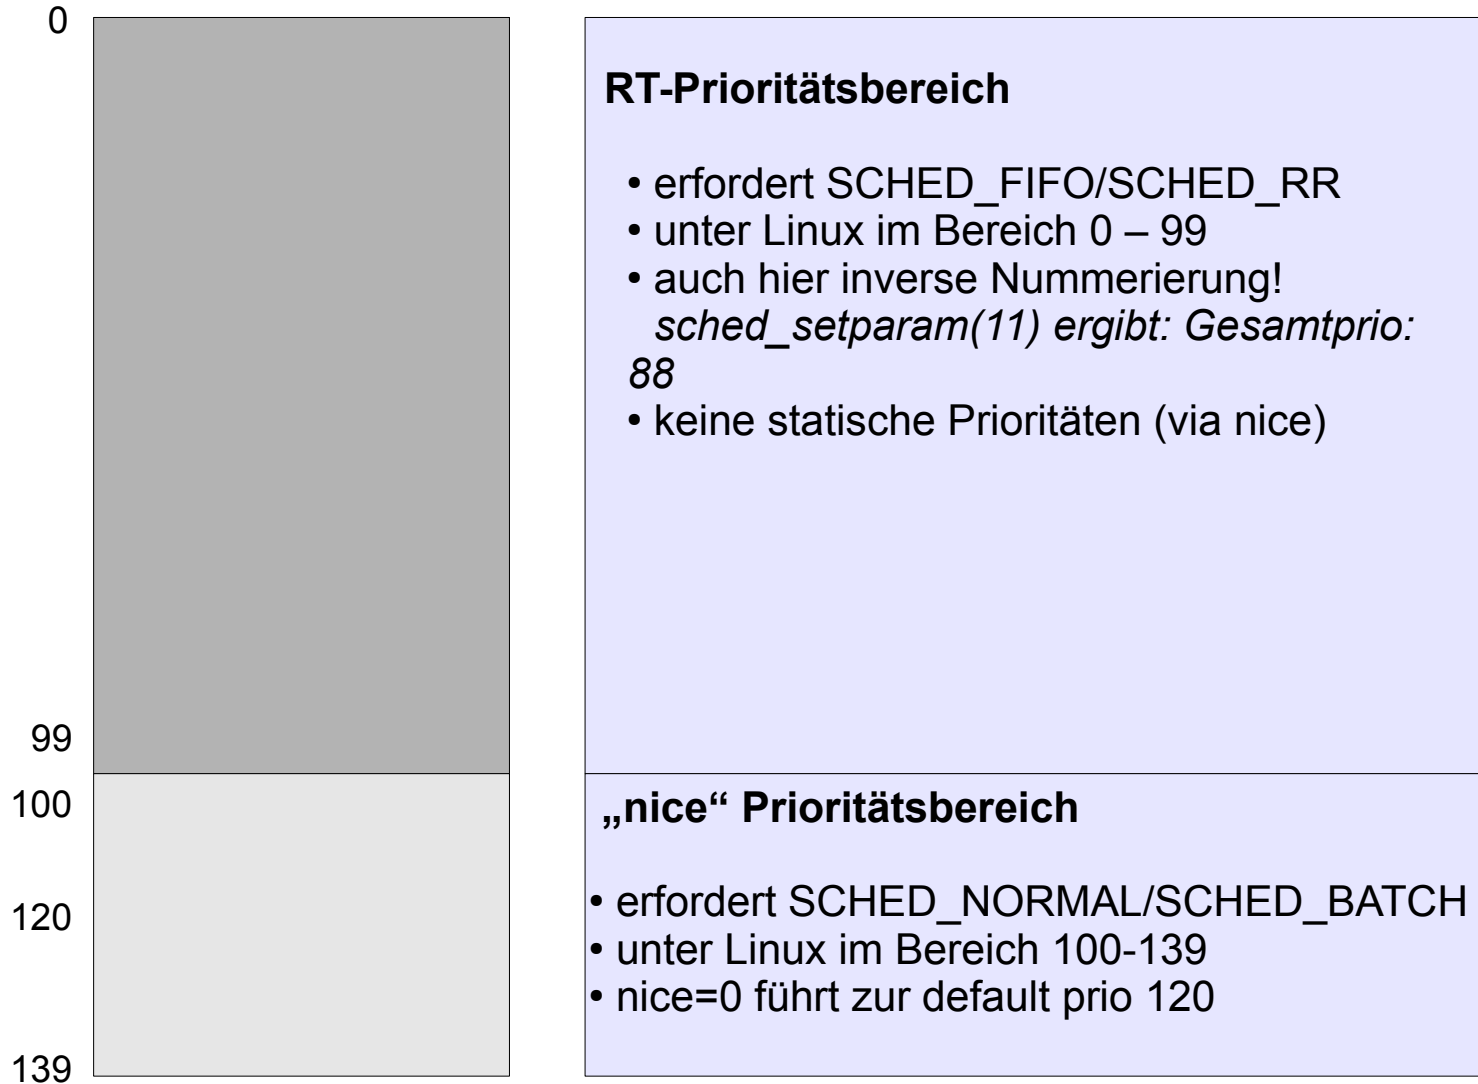 0
RT-Prioritätsbereich
• erfordert SCHED_FIFO/SCHED_RR
• unter Linux im Bereich 0 – 99
• auch hier inverse Nummerierung!
sched_setparam(11) ergibt: Gesamtprio:
88
• keine statische Prioritäten (via nice)
99
100
„nice“ Prioritätsbereich
• erfordert SCHED_NORMAL/SCHED_BATCH
120
• unter Linux im Bereich 100-139
• nice=0 führt zur default prio 120
139